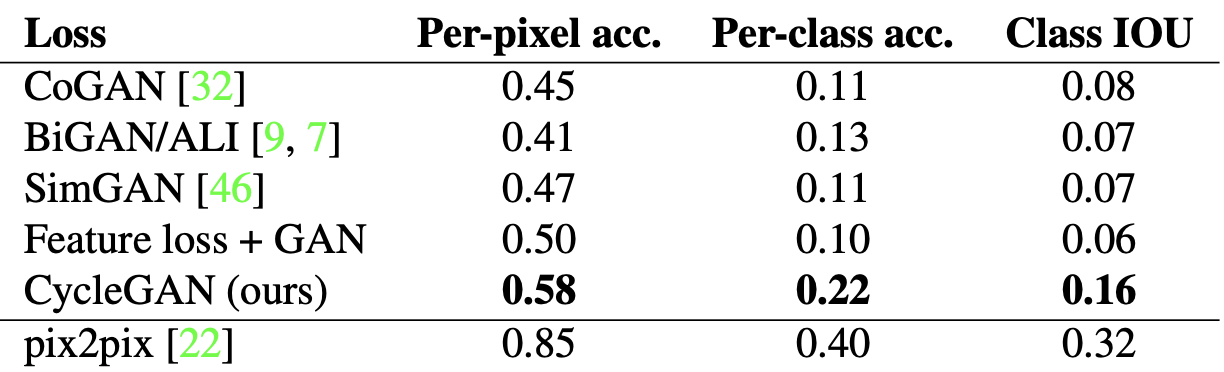 Loss Per-pixel acc. Per-class acc. Class IOU
CoGAN [32] 0.45 0.11 0.08
BiGAN/ALI [9, 7] 0.41 0.13 0.07
SimGAN [46] 0.47 0.11 0.07
Feature loss + GAN 0.50 0.10 0.06
CycleGAN (ours) 0.58 0.22 0.16
pix2pix [22] 0.85 0.40 0.32